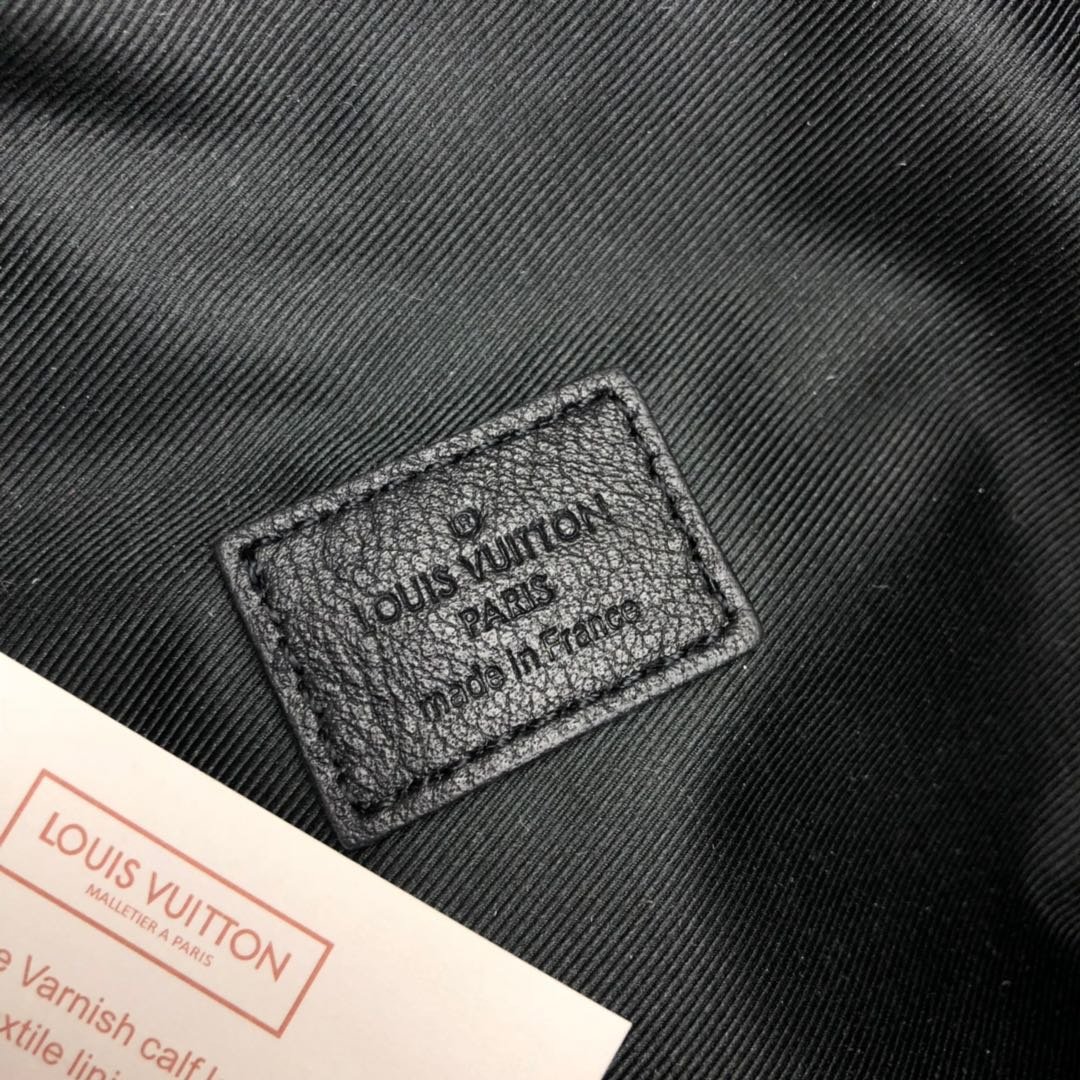 ®
LOUIS VUITTON
PARIS
made in France
LOUIS VUITTON
MALLETIER A PARIS
Varnish calf